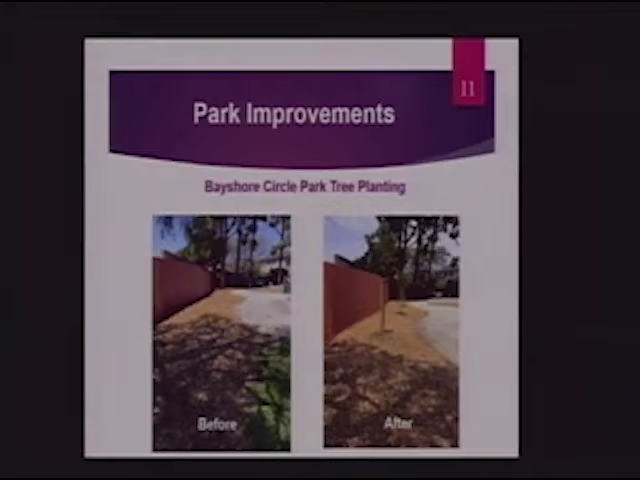 11
Park Improvements
Bayshore Circle Park Tree Planting
Before
After